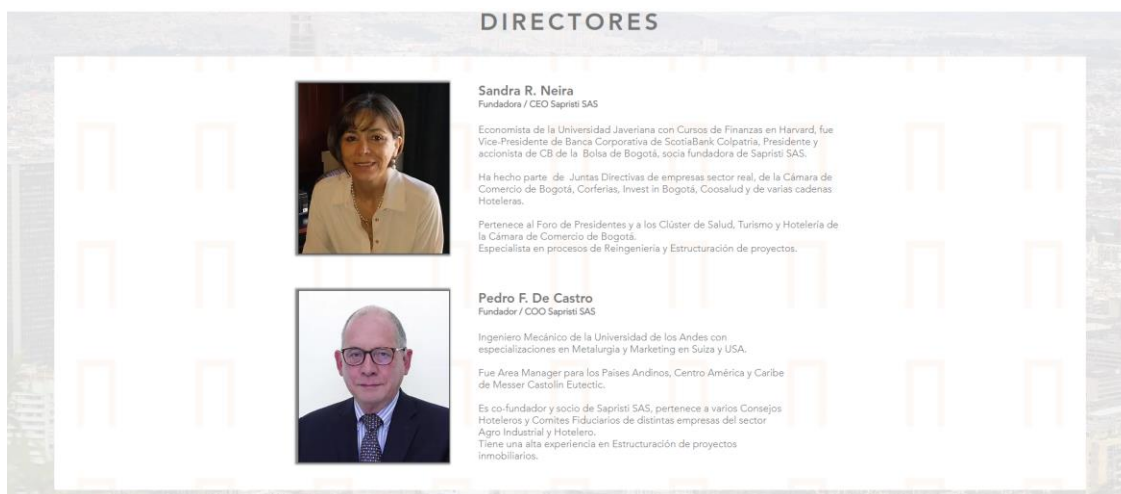 DIRECTORES
Sandra R. Neira
Fundadora / CEO Sapristi SAS
Economista de la Universidad Javeriana con Cursos de Finanzas en Harvard, fue
Vice-Presidente de Banca Corporativa de ScotiaBank Colpatria, Presidente y
accionista de CB de la Bolsa de Bogotá, socia fundadora de Sapristi SAS.
Ha hecho parte de Juntas Directivas de empresas sector real, de la Cámara de
Comercio de Bogotá, Corferias, Invest in Bogotá, Coosalud y de varias cadenas
Hoteleras.
Pertenece al Foro de Presidentes y a los Clúster de Salud, Turismo y Hotelería de
la Cámara de Comercio de Bogotá.
Especialista en procesos de Reingeniería y Estructuración de proyectos.
Pedro F. De Castro
Fundador / COO Sapristi SAS
Ingeniero Mecánico de la Universidad de los Andes con
especializaciones en Metalurgia y Marketing en Suiza y USA.
Fue Area Manager para los Paises Andinos, Centro América y Caribe
de Messer Castolin Eutectic.
Es co-fundador y socio de Sapristi SAS, pertenece a varios Consejos
Hoteleros y Comites Fiduciarios de distintas empresas del sector
Agro Industrial y Hotelero.
Tiene una alta experiencia en Estructuración de proyectos
inmobiliarios.